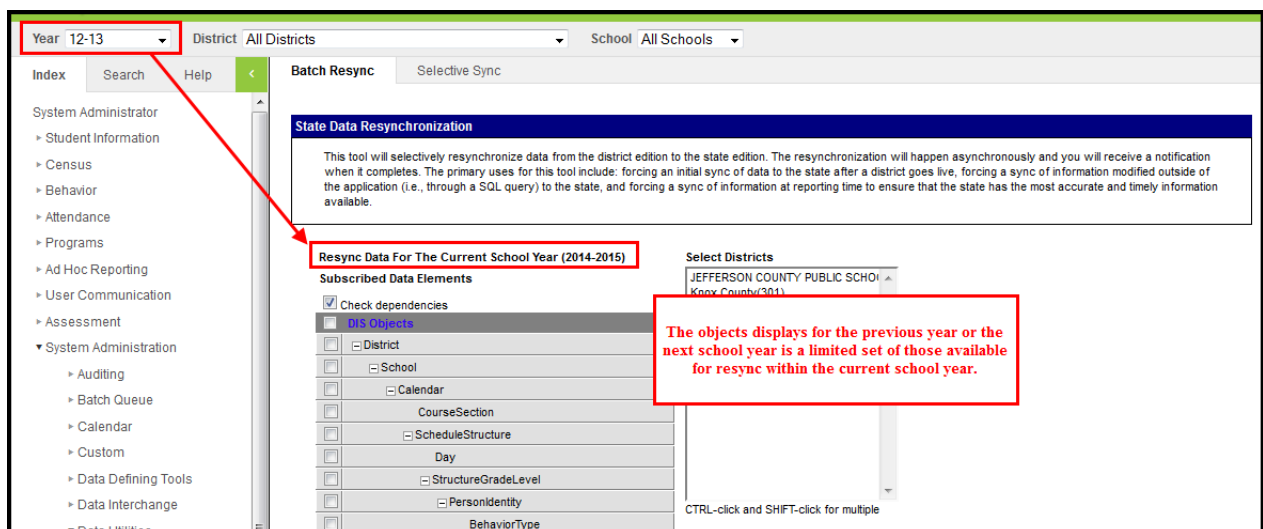 Year 12-13 District All Districts School All Schools
Index Search Help <
Batch Resync Selective Sync
System Administrator
Student Information
Census
Behavior
Attendance
Programs
Ad Hoc Reporting
User Communication
Assessment
System Administration
Auditing
Batch Queue
Calendar
Custom
Data Defining Tools
Data Interchange
Data Utilities
State Data Resynchronization
This tool will selectively resynchronize data from the district edition to the state edition. The resynchronization will happen asynchronously and you will receive a notification
when it completes. The primary uses for this tool include: forcing an initial sync of data to the state after a district goes live, forcing a sync of information modified outside of
the application (i.e., through a SQL query) to the state, and forcing a sync of information at reporting time to ensure that the state has the most accurate and timely information
available.
Resync Data For The Current School Year (2014-2015)
Subscribed Data Elements
Check dependencies
DIS Objects
District
School
Calendar
CourseSection
ScheduleStructure
Day
StructureGradeLevel
PersonIdentity
BehaviorType
Select Districts
JEFFERSON COUNTY PUBLIC SCHO
Knox County(301)
The objects displays for the previous year or the
next school year is a limited set of those available
for resync within the current school year.
CTRL-click and SHIFT-click for multiple